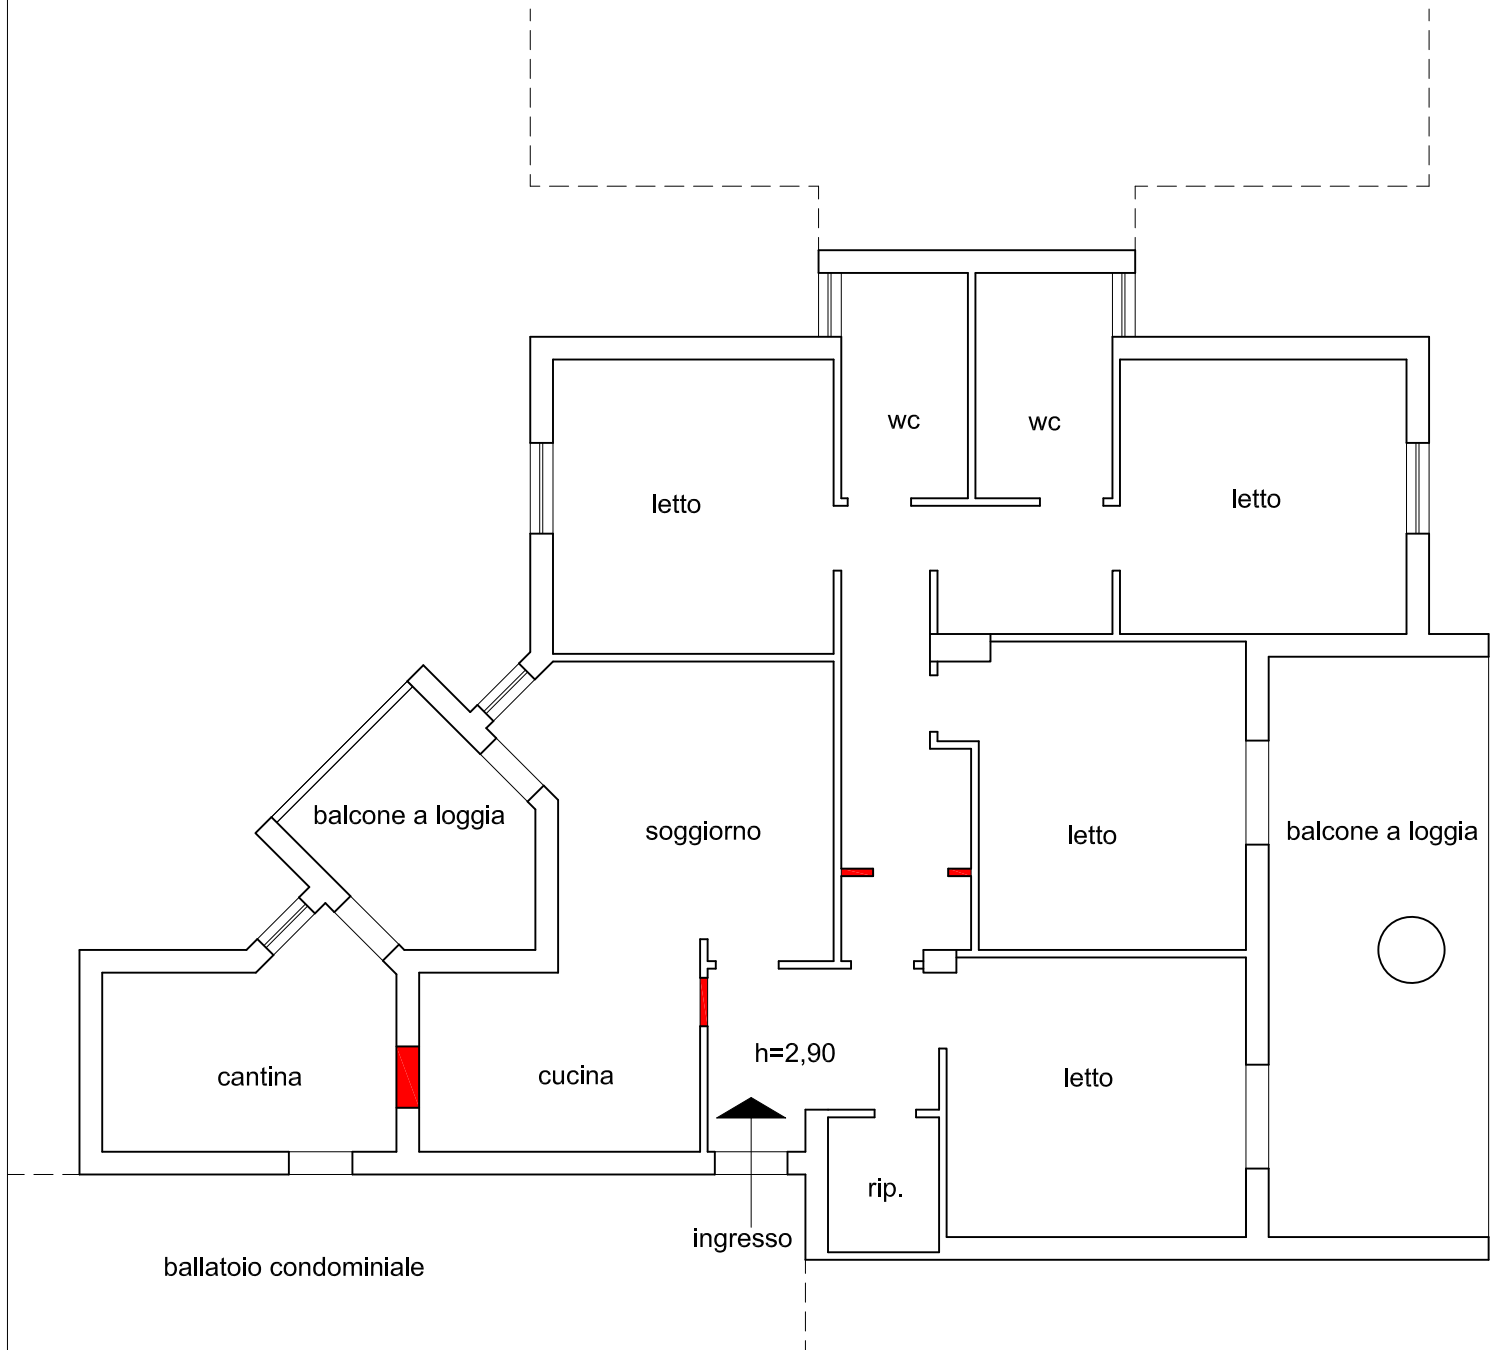 wc
wc
letto
letto
balcone a loggia
soggiorno
letto
balcone a loggia
cantina
cucina
h=2,90
letto
rip.
ingresso
ballatoio condominiale